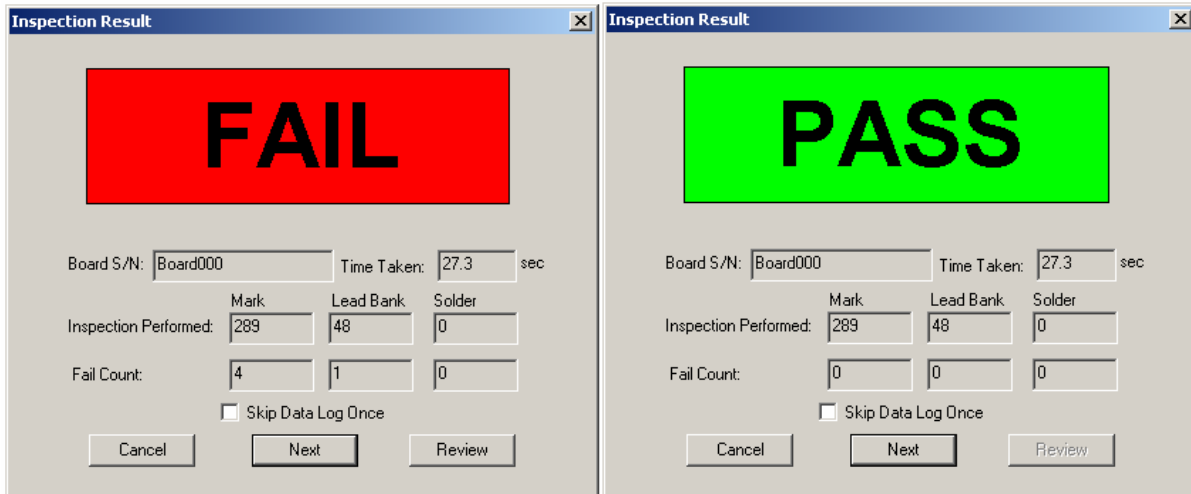 Inspection Result
FAIL
Board S/N: Board000 Time Taken: 27.3 sec
Mark Lead Bank Solder
Inspection Performed: 289 48 0
Fail Count: 4 1 0
Skip Data Log Once
Cancel Next Review
Inspection Result
PASS
Board S/N: Board000 Time Taken: 27.3 sec
Mark Lead Bank Solder
Inspection Performed: 289 48 0
Fail Count: 0 0 0
Skip Data Log Once
Cancel Next Review